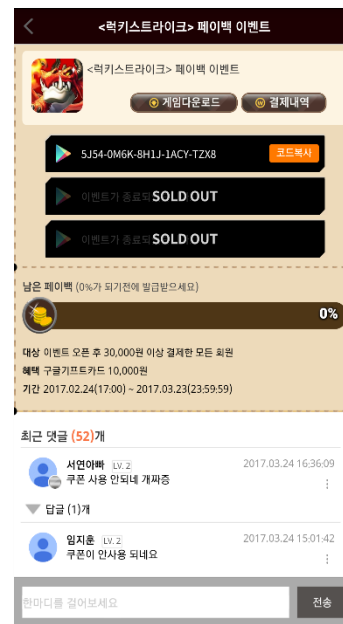 <럭키스트라이크> 페이백 이벤트
<럭키스트라이크> 페이백 이벤트
게임다운로드
W 결제내역
5J54-0M6K-8H1J-1ACY-TZX8
코드복사
이벤트가 종료되 SOLD OUT
이벤트가 종료되 SOLD OUT
남은 페이백 (0%가 되기전에 발급받으세요)
0%
대상 이벤트 오픈 후 30,000원 이상 결제한 모든 회원
혜택 구글기프트카드 10,000원
기간 2017.02.24(17:00) ~ 2017.03.23(23:59:59)
최근 댓글 (52)개
서연아빠 LV. 2 2017.03.24 16:36:09
쿠폰 사용 안되네 개짜증
답글 (1)개
임지훈 LV. 2 2017.03.24 15:01:42
쿠폰이 안사용 되네요
한마디를 걸어보세요
전송